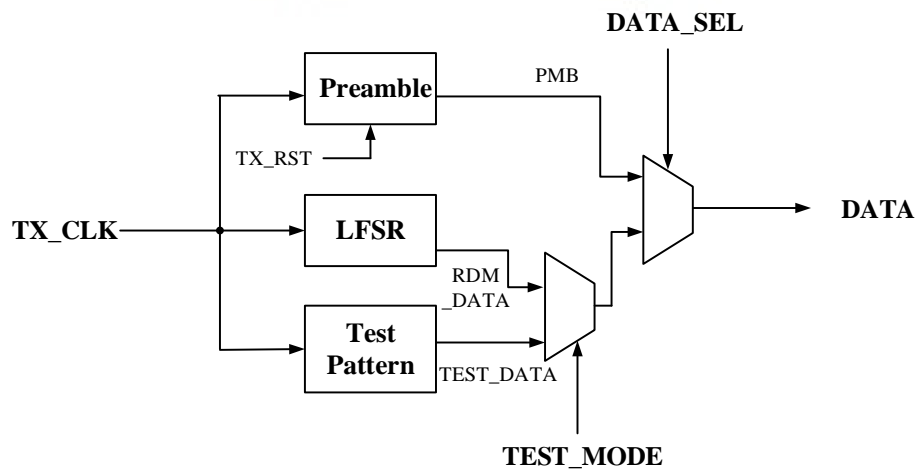 DATA_SEL
Preamble
PMB
TX_RST
TX_CLK
LFSR
DATA
RDM
_DATA
Test
Pattern
TEST_DATA
TEST_MODE